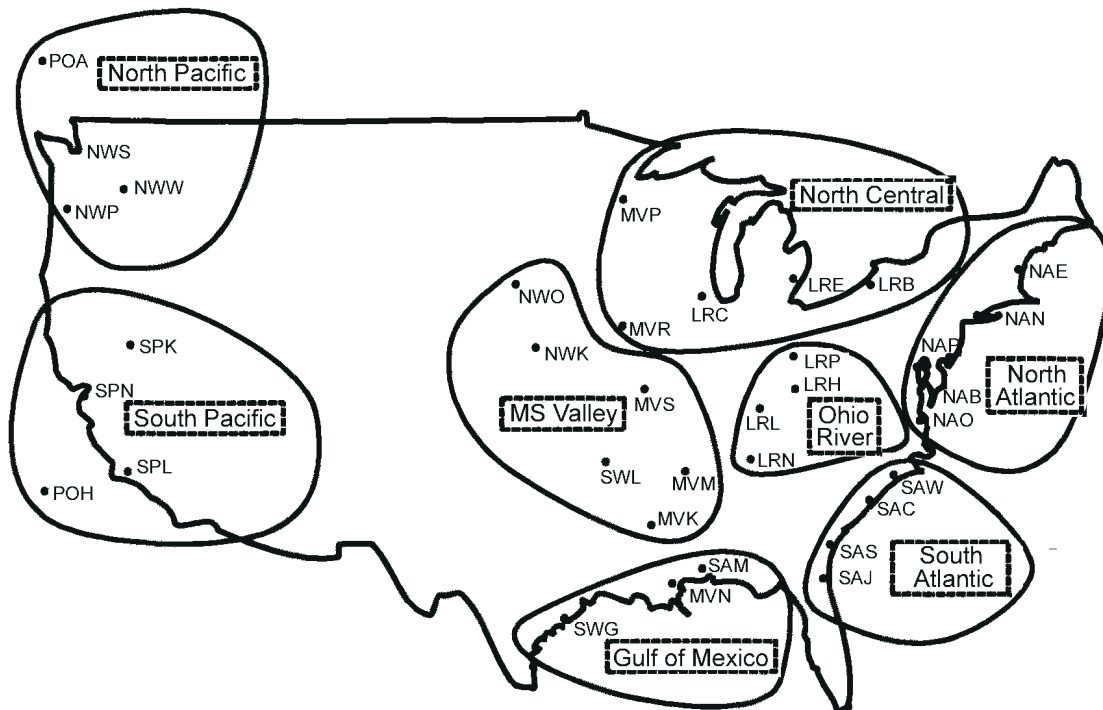 POA
North Pacific
NWS
NWW
NWP
North Central
MVP
LRE
LRB
LRC
MVR
NAE
NAN
NAP
NAB
NAO
North
Atlantic
NWO
NWK
MVS
MS Valley
SWL
MVM
MVK
LRP
LRH
LRL
LRN
Ohio
River
SPK
SPN
South Pacific
SPL
POH
SAW
SAC
SAS
SAJ
South
Atlantic
SAM
MVN
SWG
Gulf of Mexico